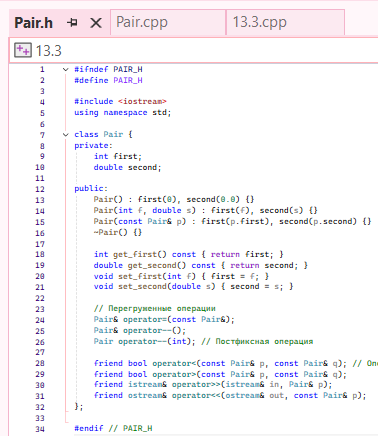 Pair.h Pair.cpp 13.3.cpp
13.3
1 #ifndef PAIR_H
2 #define PAIR_H
3
4 #include <iostream>
5 using namespace std;
6
7 class Pair {
8 private:
9 int first;
10 double second;
11
12 public:
13 Pair() : first(0), second(0.0) {}
14 Pair(int f, double s) : first(f), second(s) {}
15 Pair(const Pair& p) : first(p.first), second(p.second) {}
16 ~Pair() {}
17
18 int get_first() const { return first; }
19 double get_second() const { return second; }
20 void set_first(int f) { first = f; }
21 void set_second(double s) { second = s; }
22
23 // Перегруженные операции
24 Pair& operator=(const Pair&);
25 Pair& operator--();
26 Pair operator--(int); // Постфиксная операция
27
28 friend bool operator<(const Pair& p, const Pair& q); // Оп
29 friend bool operator>(const Pair& p, const Pair& q);
30 friend istream& operator>>(istream& in, Pair& p);
31 friend ostream& operator<<(ostream& out, const Pair& p);
32 };
33
34 #endif // PAIR_H